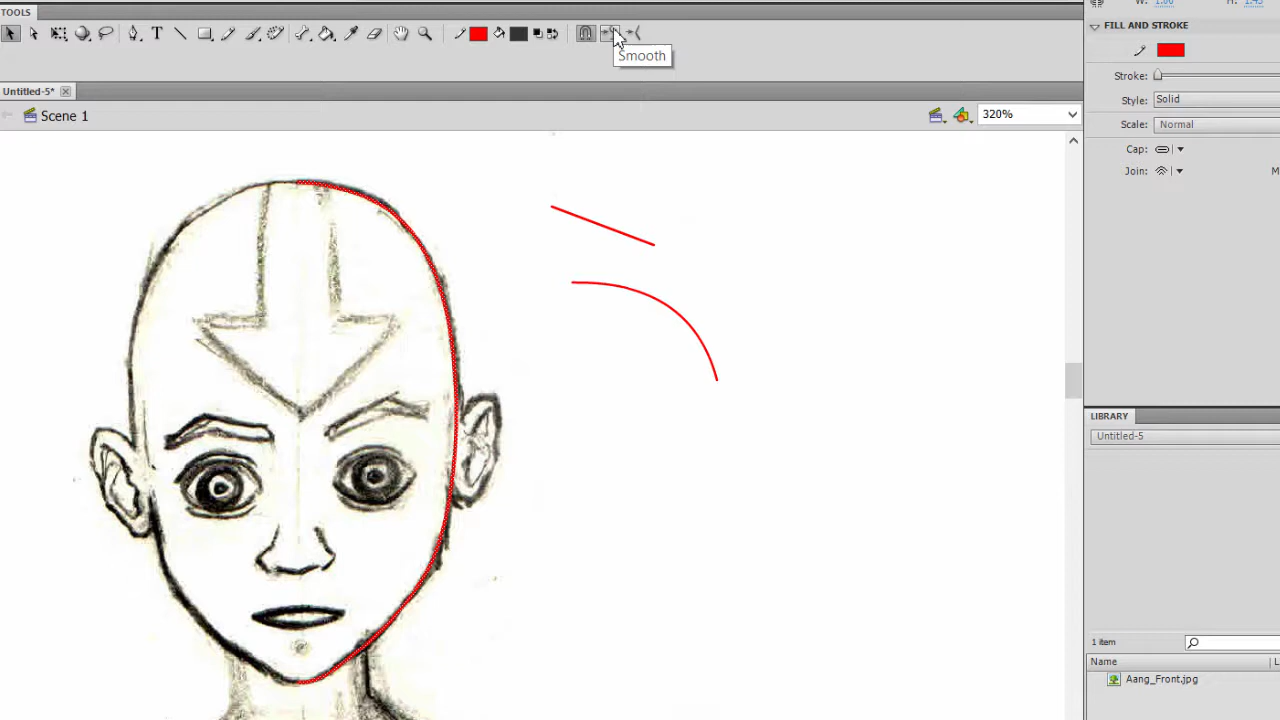 TOOLS
Smooth
Untitled-5*
Scene 1
320%
FILL AND STROKE
Stroke:
Style: Solid
Scale: Normal
Cap:
Join:
M
LIBRARY
Untitled-5
1 item
Name
Aang_Front.jpg